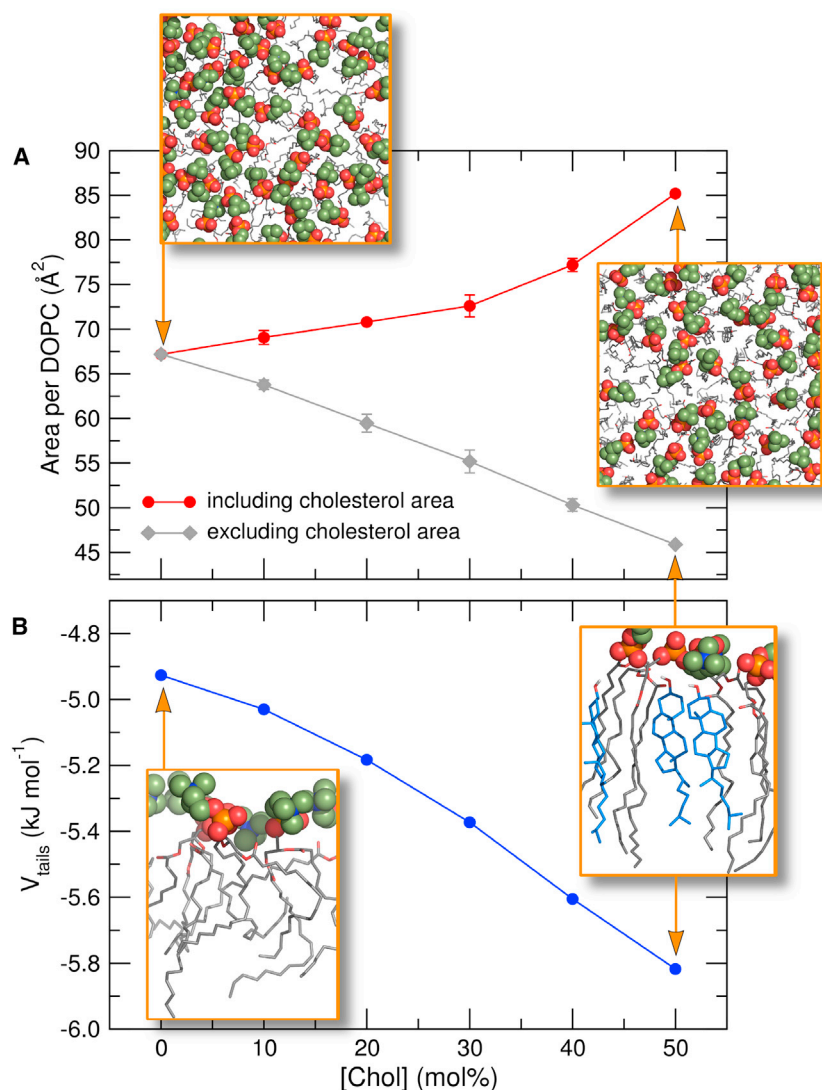 A
Area per DOPC (Å²)
90
85
80
75
70
65
60
55
50
45
including cholesterol area
excluding cholesterol area
B
V_tails (kJ mol⁻¹)
-4.8
-5.0
-5.2
-5.4
-5.6
-5.8
-6.0
0 10 20 30 40 50
[Chol] (mol%)